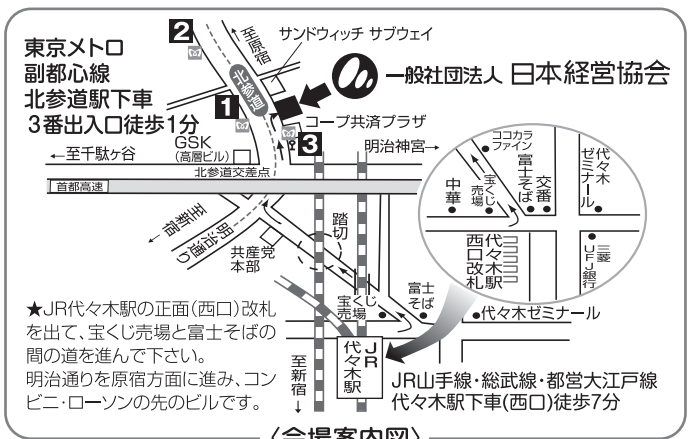 東京メトロ
副都心線
北参道駅下車
3番出入口徒歩1分
2
至原宿
サンドウィッチ サブウェイ
北参道
一般社団法人 日本経営協会
1
GSK
(高層ビル)
コープ共済プラザ
3
←至千駄ヶ谷
明治神宮→
北参道交差点
首都高速
至新宿
明治通り
共産党
本部
踏切
ココカラ
ファイン
中華
宝くじ
売場
富士そば
交番
代々木
ゼミナール
代々木駅
西口改札
三菱
UFJ銀行
宝くじ
売場
富士
そば
代々木ゼミナール
★JR代々木駅の正面(西口)改札
を出て、宝くじ売場と富士そばの
間の道を進んで下さい。
明治通りを原宿方面に進み、コン
ビニ・ローソンの先のビルです。
至新宿
↓
JR
代々木駅
JR山手線・総武線・都営大江戸線
代々木駅下車(西口)徒歩7分
〈会場案内図〉